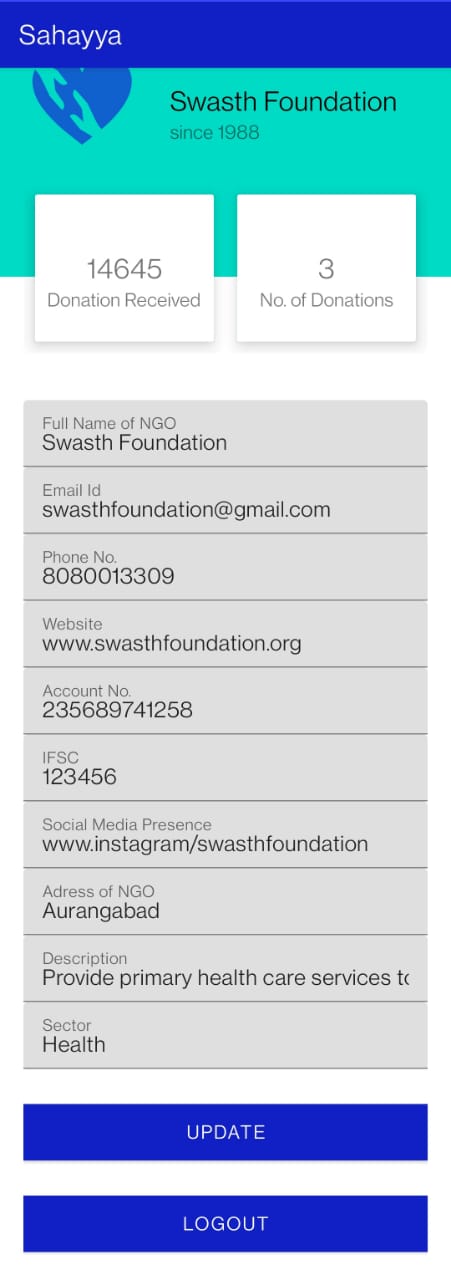 Sahayya
Swasth Foundation
since 1988
14645
Donation Received
3
No. of Donations
Full Name of NGO
Swasth Foundation
Email Id
swasthfoundation@gmail.com
Phone No.
8080013309
Website
www.swasthfoundation.org
Account No.
235689741258
IFSC
123456
Social Media Presence
www.instagram/swasthfoundation
Adress of NGO
Aurangabad
Description
Provide primary health care services to
Sector
Health
UPDATE
LOGOUT